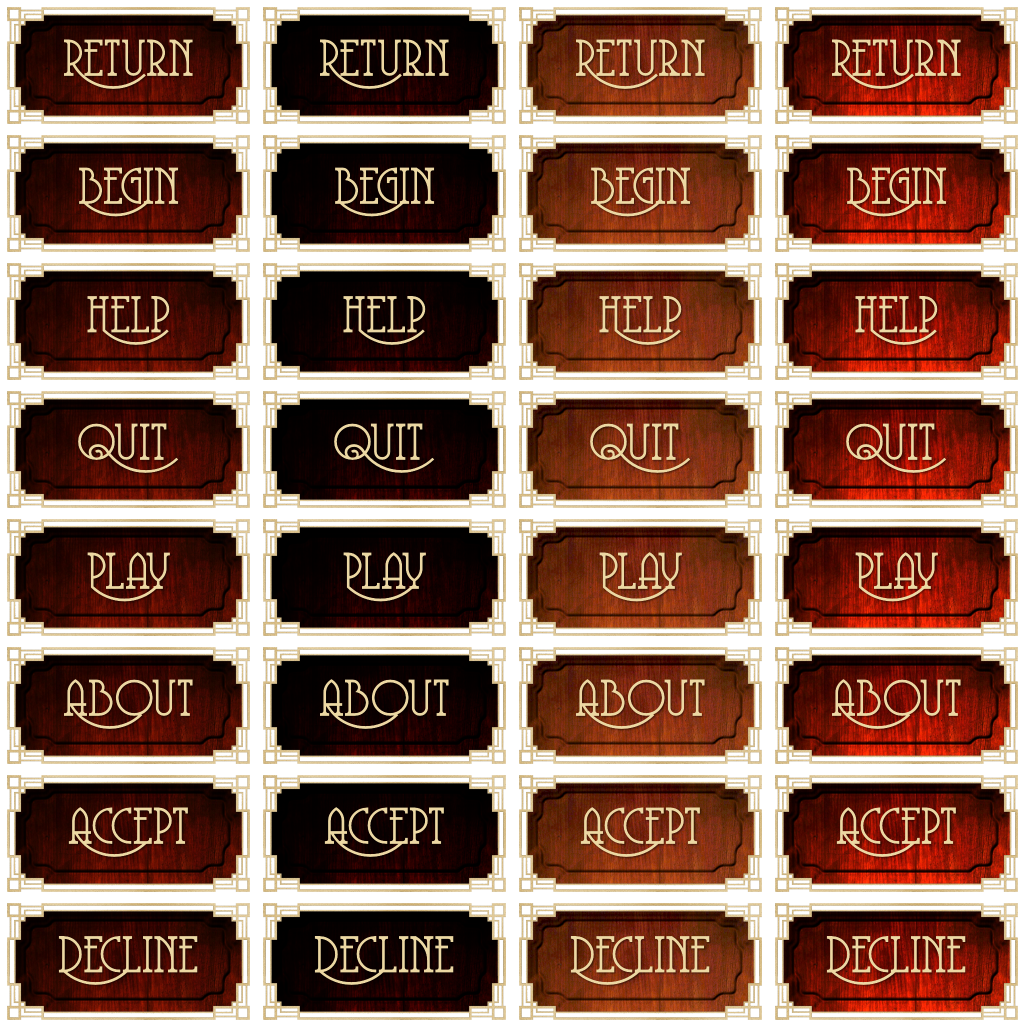 RETURN RETURN RETURN RETURN
BEGIN BEGIN BEGIN BEGIN
HELP HELP HELP HELP
QUIT QUIT QUIT QUIT
PLAY PLAY PLAY PLAY
ABOUT ABOUT ABOUT ABOUT
ACCEPT ACCEPT ACCEPT ACCEPT
DECLINE DECLINE DECLINE DECLINE